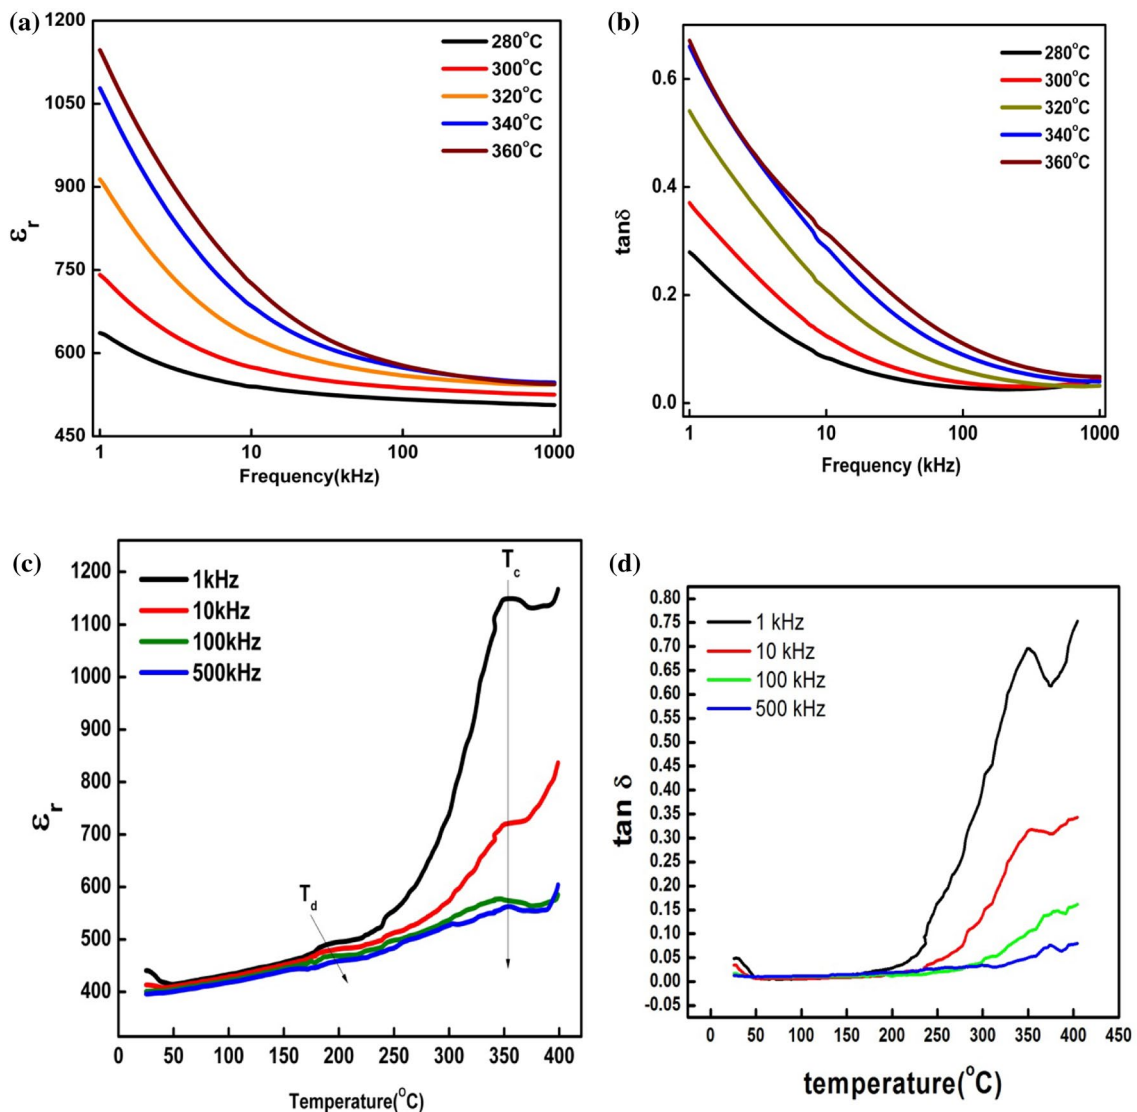 (a)
1200
1050
900
750
600
450
εr
280°C
300°C
320°C
340°C
360°C
1
10
100
1000
Frequency(kHz)
(b)
0.6
0.4
0.2
0.0
tanδ
280°C
300°C
320°C
340°C
360°C
1
10
100
1000
Frequency (kHz)
(c)
1200
1100
1000
900
800
700
600
500
400
εr
1kHz
10kHz
100kHz
500kHz
Tc
Td
0 50 100 150 200 250 300 350 400
Temperature(°C)
(d)
0.80
0.75
0.70
0.65
0.60
0.55
0.50
0.45
0.40
0.35
0.30
0.25
0.20
0.15
0.10
0.05
0.00
-0.05
tan δ
1 kHz
10 kHz
100 kHz
500 kHz
0 50 100 150 200 250 300 350 400 450
temperature(°C)